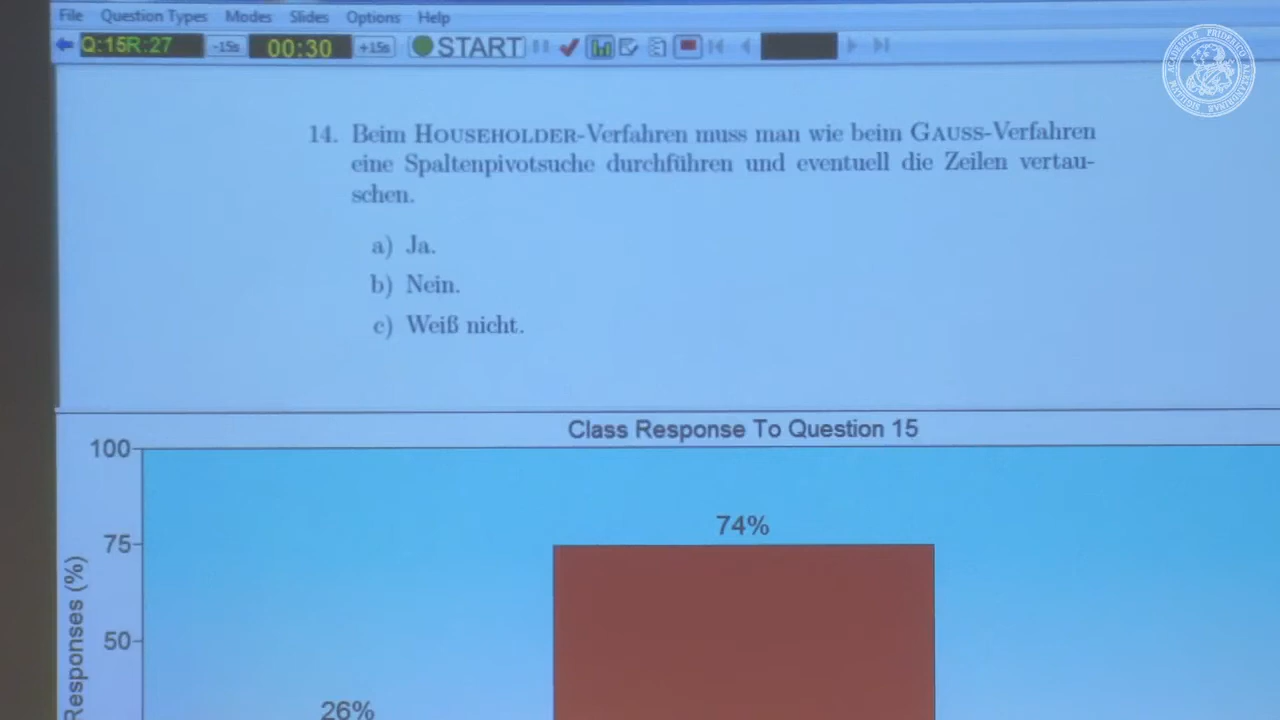 File Question Types Modes Slides Options Help
Q:15R:27 -15s 00:30 +15s START
14. Beim HOUSEHOLDER-Verfahren muss man wie beim GAUSS-Verfahren
eine Spaltenpivotsuche durchführen und eventuell die Zeilen vertau-
schen.
a) Ja.
b) Nein.
c) Weiß nicht.
Class Response To Question 15
100
74%
75
Responses (%)
50
26%